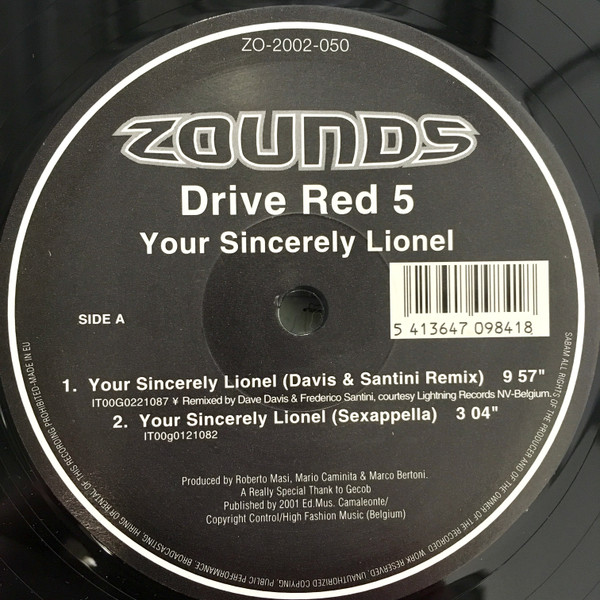 ZO-2002-050
ZOUNDS
Drive Red 5
Your Sincerely Lionel
5 413647 098418
SIDE A
1. Your Sincerely Lionel (Davis & Santini Remix) 9 57"
IT00G0221087 ¥ Remixed by Dave Davis & Frederico Santini, courtesy Lightning Records NV-Belgium.
2. Your Sincerely Lionel (Sexappella) 3 04"
IT00g0121082
Produced by Roberto Masi, Mario Caminita & Marco Bertoni.
A Really Special Thank to Gecob
Published by 2001 Ed.Mus. Camaleonte/
Copyright Control/High Fashion Music (Belgium)
SABAM ALL RIGHTS OF THE PRODUCER AND OF THE OWNER OF THE RECORDED WORK RESERVED. UNAUTHORIZED COPYING, PUBLIC PERFORMANCE, BROADCASTING, HIRING OR RENTAL OF THIS RECORDING PROHIBITED-MADE IN EU